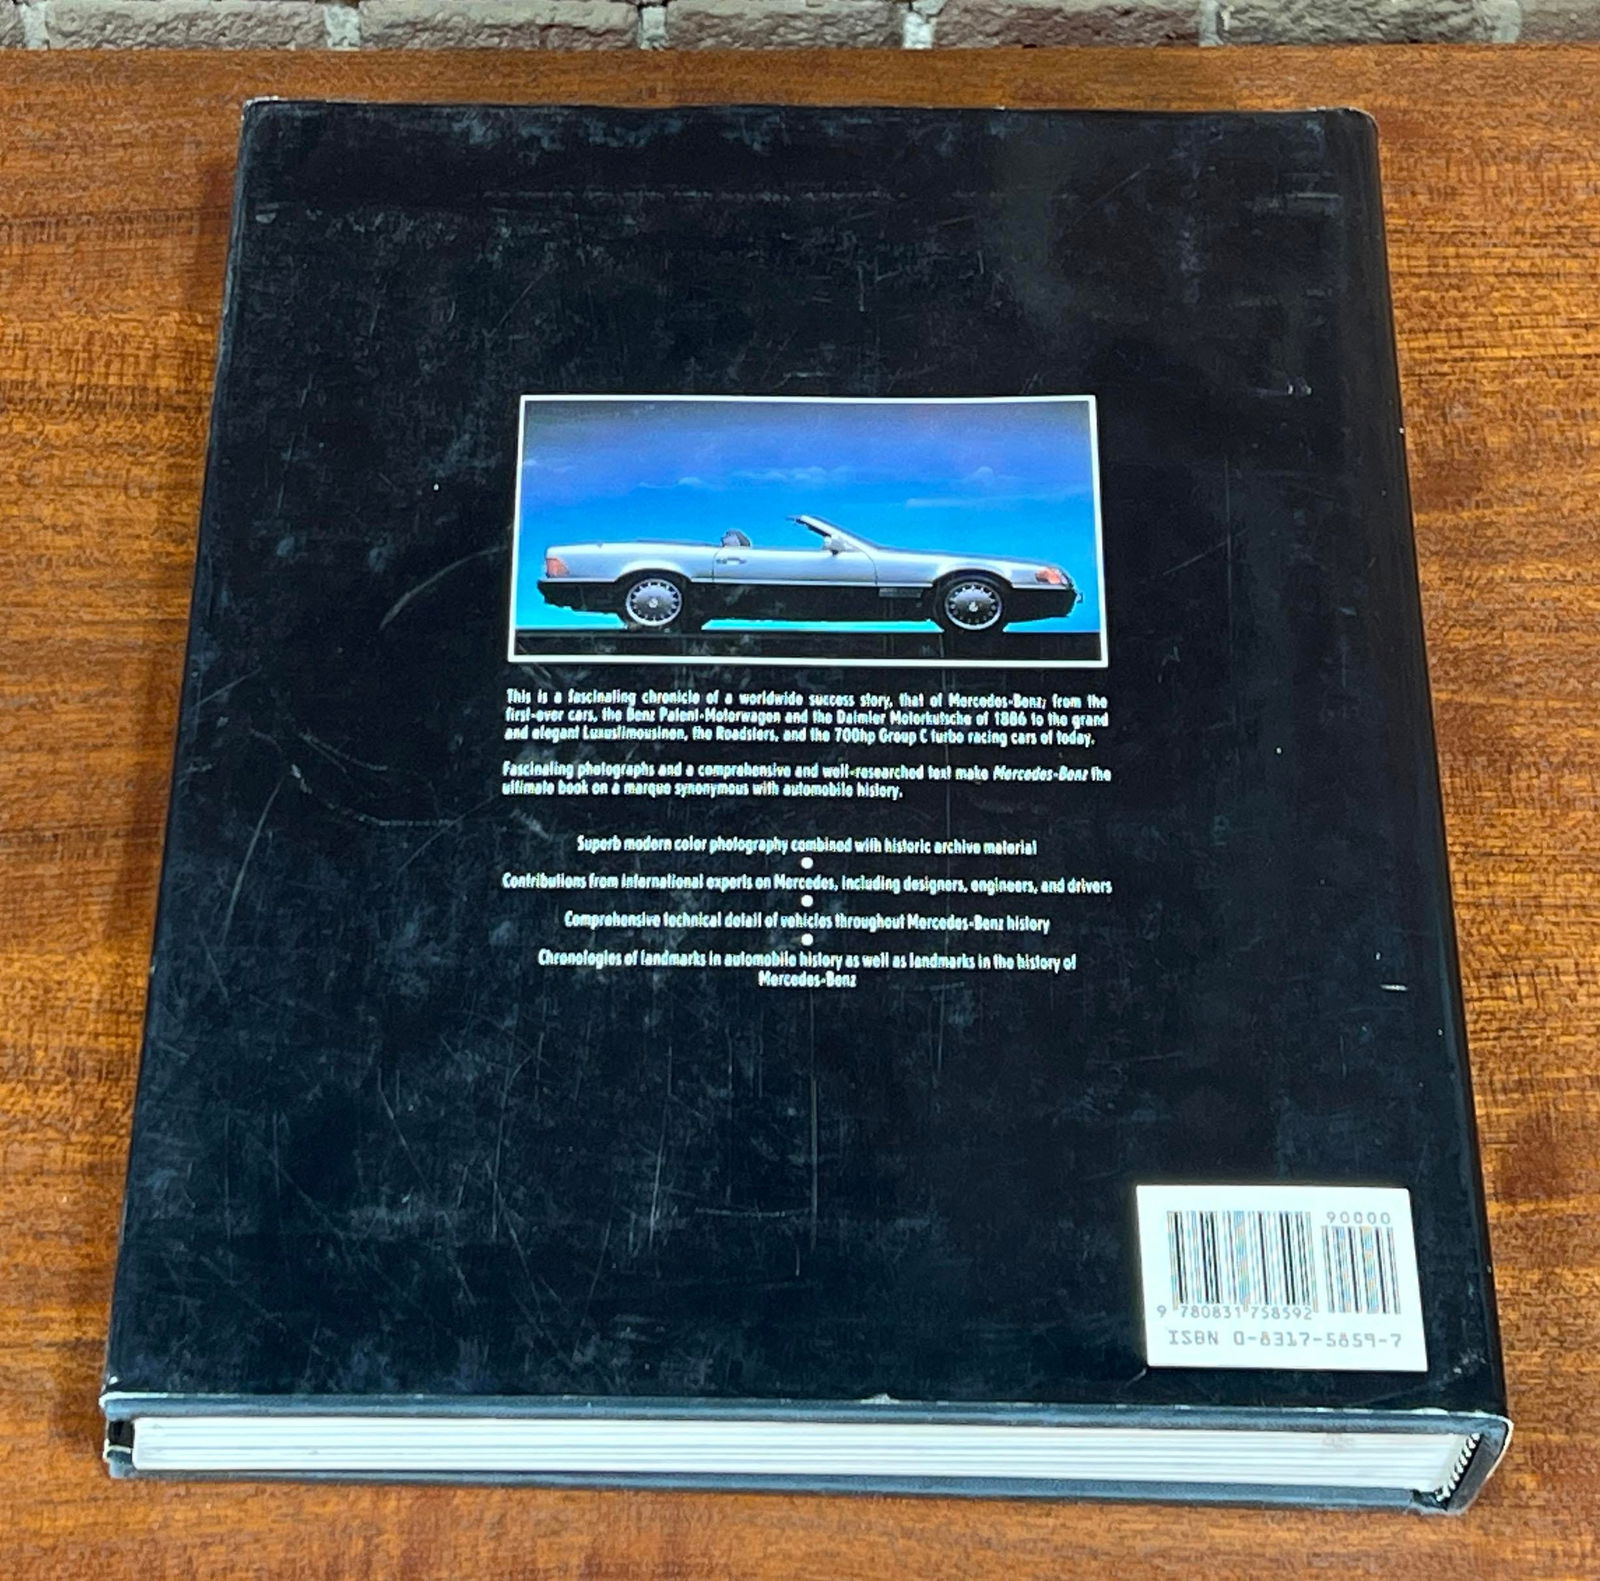 This is a fascinating chronicle of a worldwide success story, that of Mercedes-Benz; from the
first-ever cars, the Benz Patent-Motorwagen and the Daimler Motorkutsche of 1886 to the grand
and elegant Luxuslimousinen, the Roadsters, and the 700hp Group C turbo racing cars of today.
Fascinating photographs and a comprehensive and well-researched text make Mercedes-Benz the
ultimate book on a marque synonymous with automobile history.
Superb modern color photography combined with historic archive material
Contributions from international experts on Mercedes, including designers, engineers, and drivers
Comprehensive technical detail of vehicles throughout Mercedes-Benz history
Chronologies of landmarks in automobile history as well as landmarks in the history of
Mercedes-Benz
90000
9 780831 758592
ISBN 0-8317-5859-7